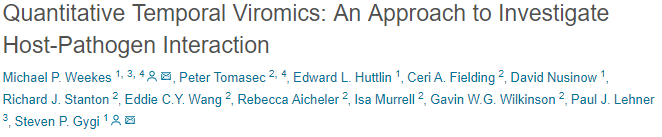 Quantitative Temporal Viromics: An Approach to Investigate
Host-Pathogen Interaction
Michael P. Weekes 1, 3, 4, Peter Tomasec 2, 4, Edward L. Huttlin 1, Ceri A. Fielding 2, David Nusinow 1,
Richard J. Stanton 2, Eddie C.Y. Wang 2, Rebecca Aicheler 2, Isa Murrell 2, Gavin W.G. Wilkinson 2, Paul J. Lehner
3, Steven P. Gygi 1